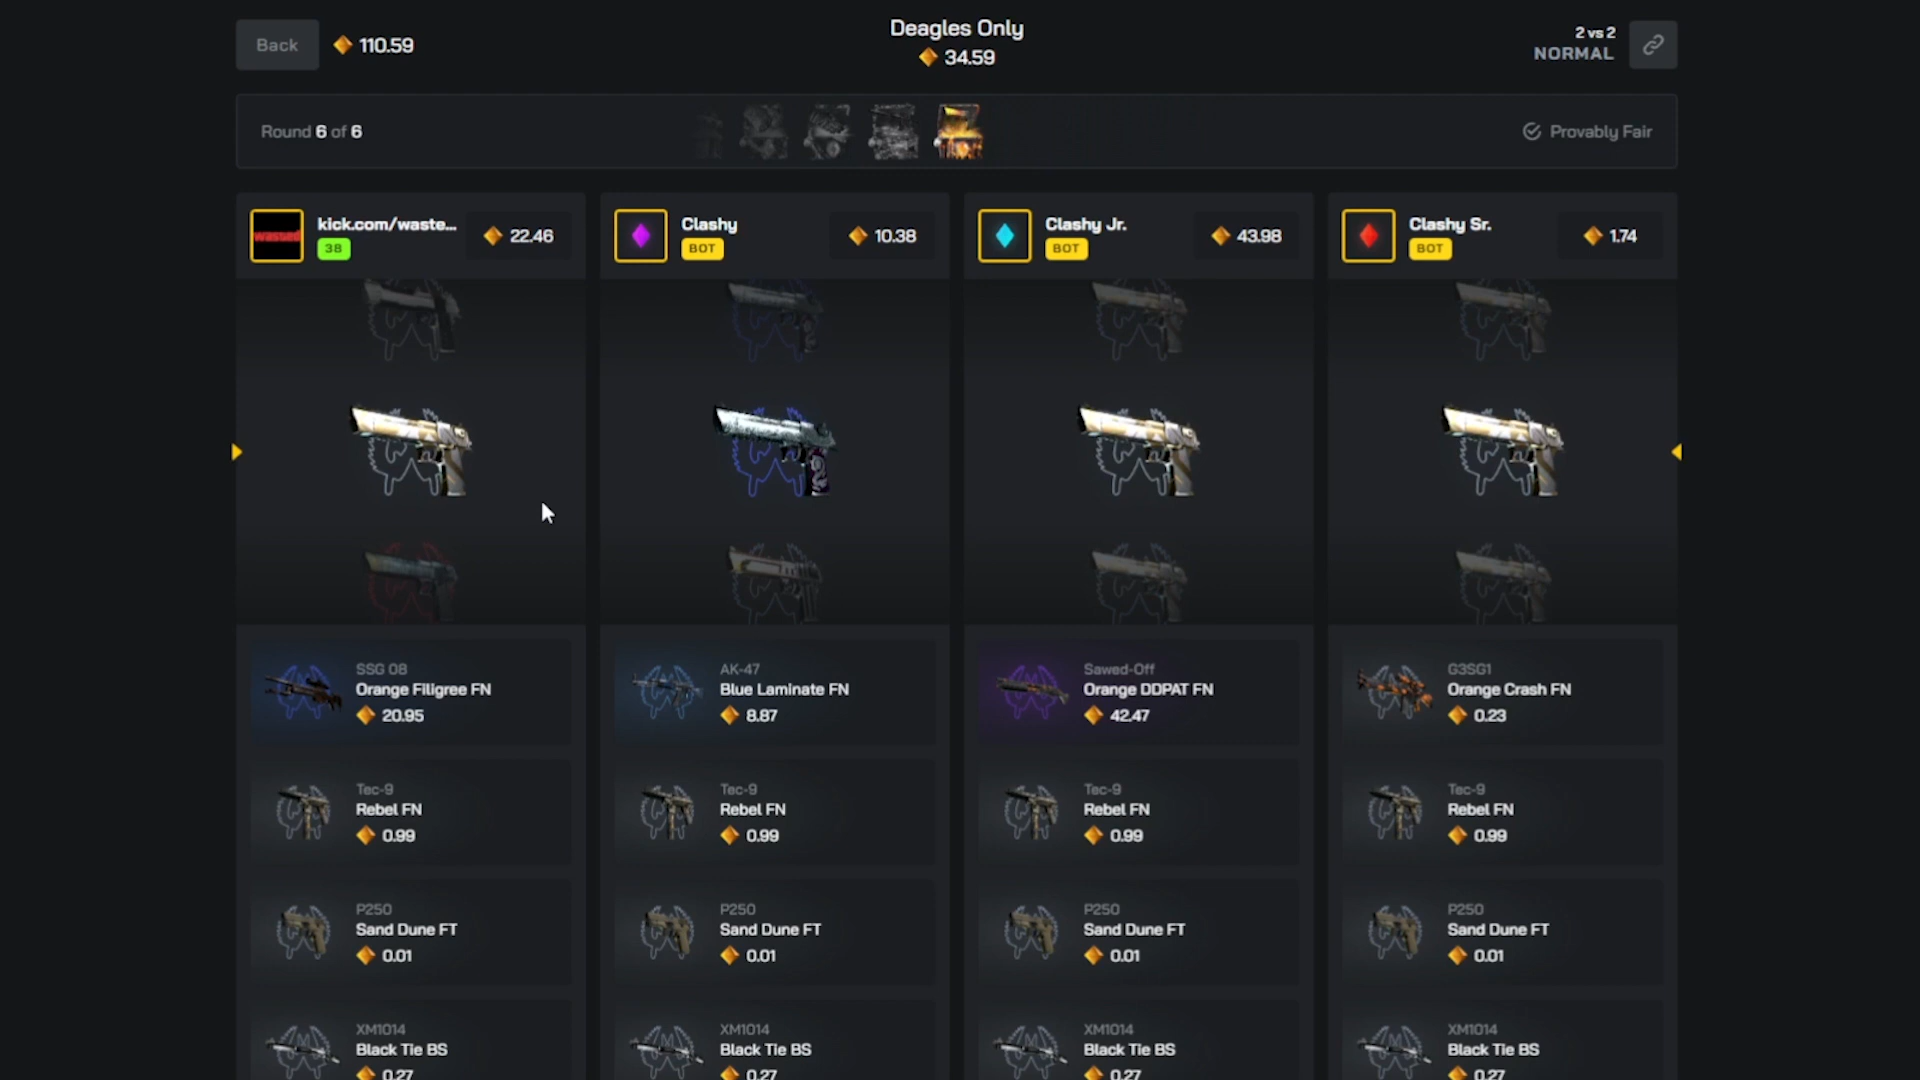 Back
110.59
Deagles Only
34.59
2 vs 2
NORMAL
Round 6 of 6
Provably Fair
wasted
kick.com/waste...
38
22.46
Clashy
BOT
10.38
Clashy Jr.
BOT
43.98
Clashy Sr.
BOT
1.74
SSG 08
Orange Filigree FN
20.95
AK-47
Blue Laminate FN
8.87
Sawed-Off
Orange DDPAT FN
42.47
G3SG1
Orange Crash FN
0.23
Tec-9
Rebel FN
0.99
Tec-9
Rebel FN
0.99
Tec-9
Rebel FN
0.99
Tec-9
Rebel FN
0.99
P250
Sand Dune FT
0.01
P250
Sand Dune FT
0.01
P250
Sand Dune FT
0.01
P250
Sand Dune FT
0.01
XM1014
Black Tie BS
0.27
XM1014
Black Tie BS
0.27
XM1014
Black Tie BS
0.27
XM1014
Black Tie BS
0.27